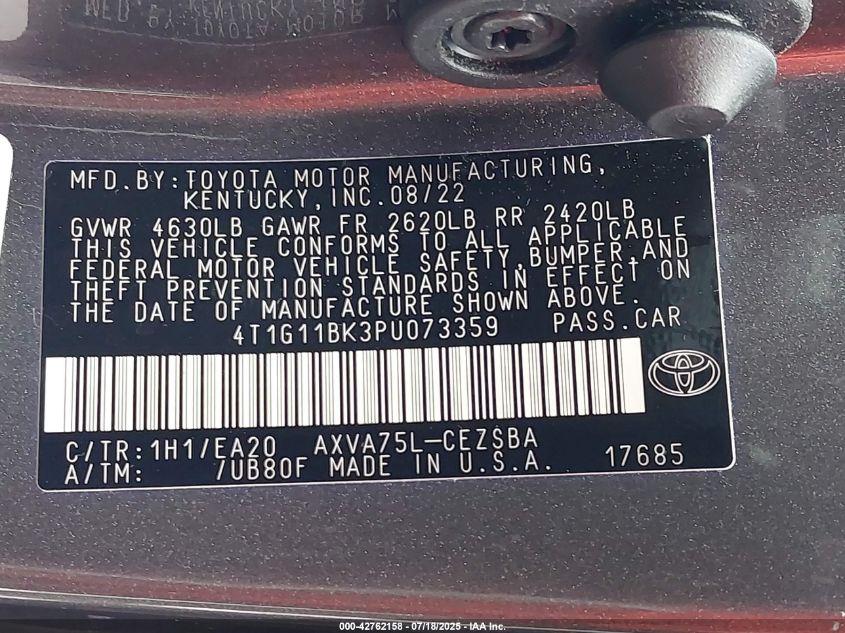 MFD.BY:TOYOTA MOTOR MANUFACTURING,
KENTUCKY,INC.08/22
GVWR 4630LB GAWR FR 2620LB RR 2420LB
THIS VEHICLE CONFORMS TO ALL APPLICABLE
FEDERAL MOTOR VEHICLE SAFETY,BUMPER,AND
THEFT PREVENTION STANDARDS IN EFFECT ON
THE DATE OF MANUFACTURE SHOWN ABOVE.
4T1G11BK3PU073359 PASS.CAR
C/TR:1H1/EA20 AXVA75L-CEZSBA
A/TM: /UB80F MADE IN U.S.A. 17685
000-42762158 - 07/18/2025 - IAA Inc.